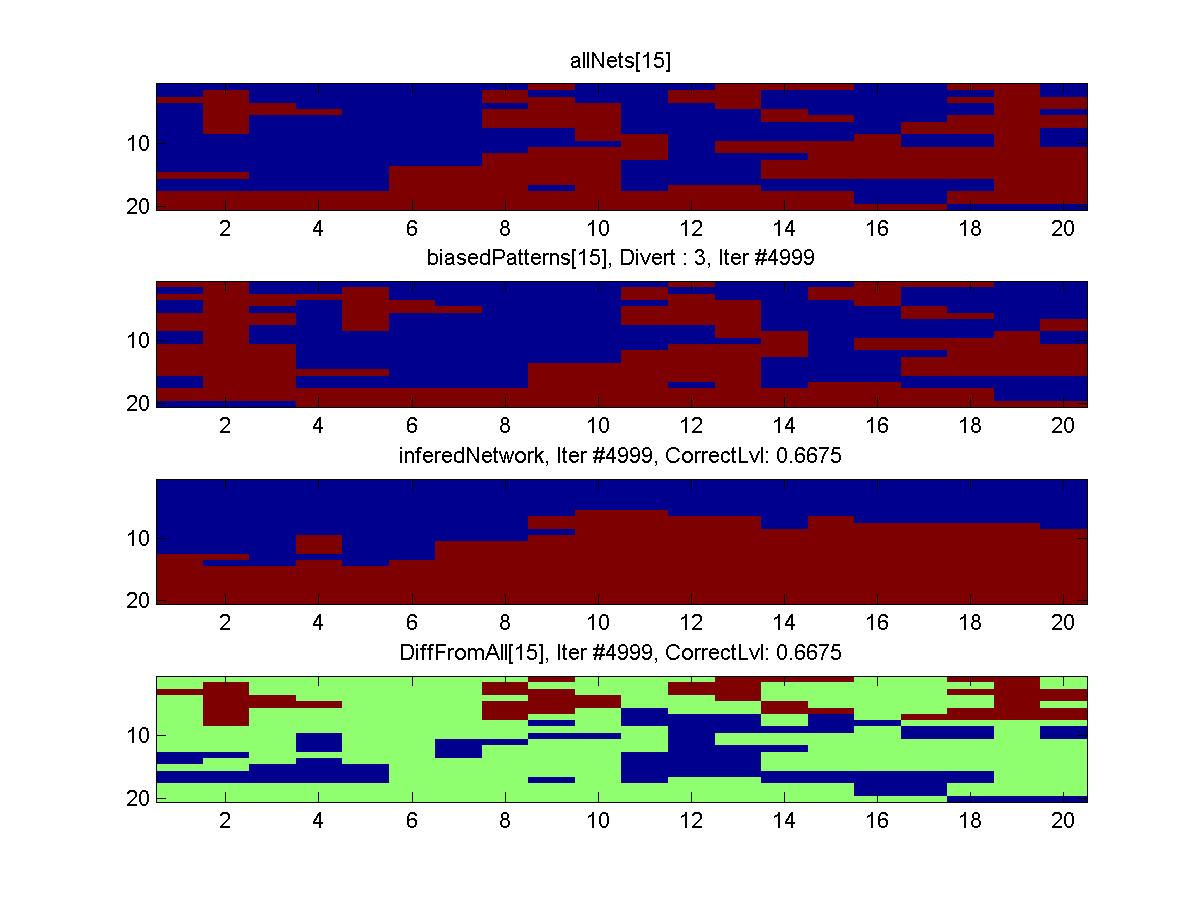 allNets[15]
10
20
2 4 6 8 10 12 14 16 18 20
biasedPatterns[15], Divert : 3, Iter #4999
10
20
2 4 6 8 10 12 14 16 18 20
inferedNetwork, Iter #4999, CorrectLvl: 0.6675
10
20
2 4 6 8 10 12 14 16 18 20
DiffFromAll[15], Iter #4999, CorrectLvl: 0.6675
10
20
2 4 6 8 10 12 14 16 18 20